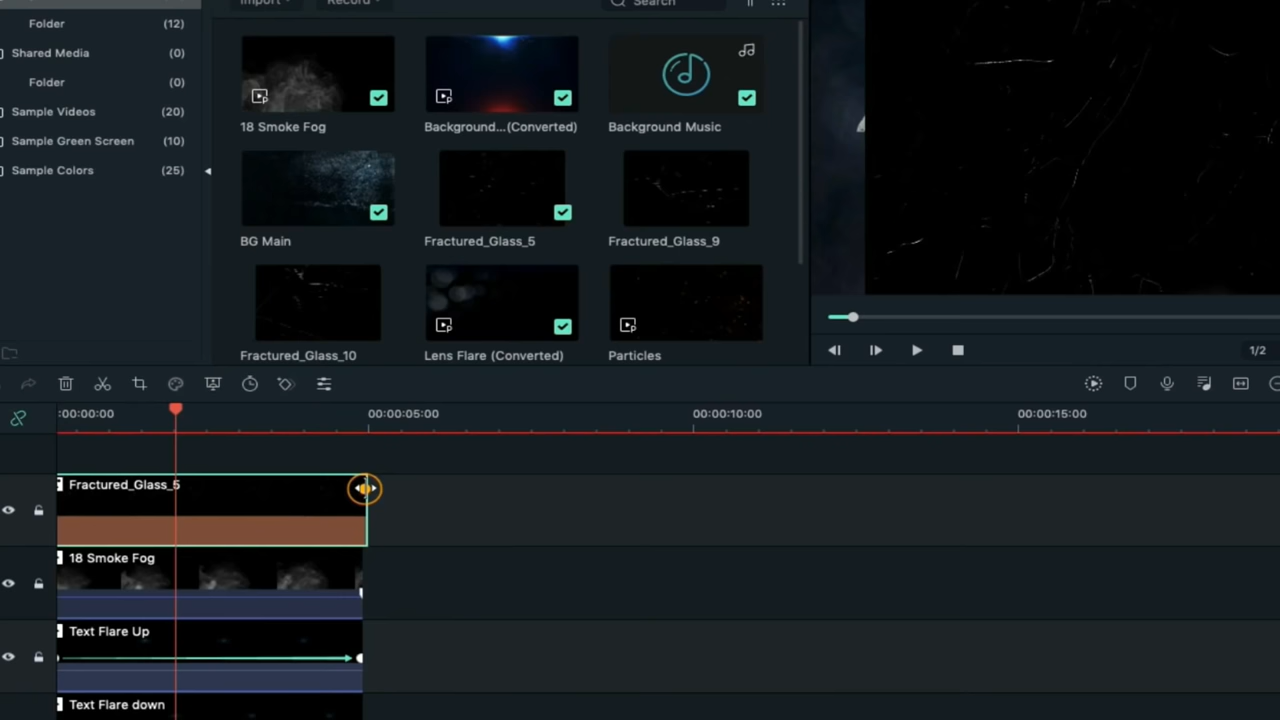 Import
Record
Search
Folder (12)
Shared Media (0)
Folder (0)
Sample Videos (20)
Sample Green Screen (10)
Sample Colors (25)
18 Smoke Fog
Background...(Converted)
Background Music
BG Main
Fractured_Glass_5
Fractured_Glass_9
Fractured_Glass_10
Lens Flare (Converted)
Particles
1/2
:00:00:00
00:00:05:00
00:00:10:00
00:00:15:00
Fractured_Glass_5
18 Smoke Fog
Text Flare Up
Text Flare down